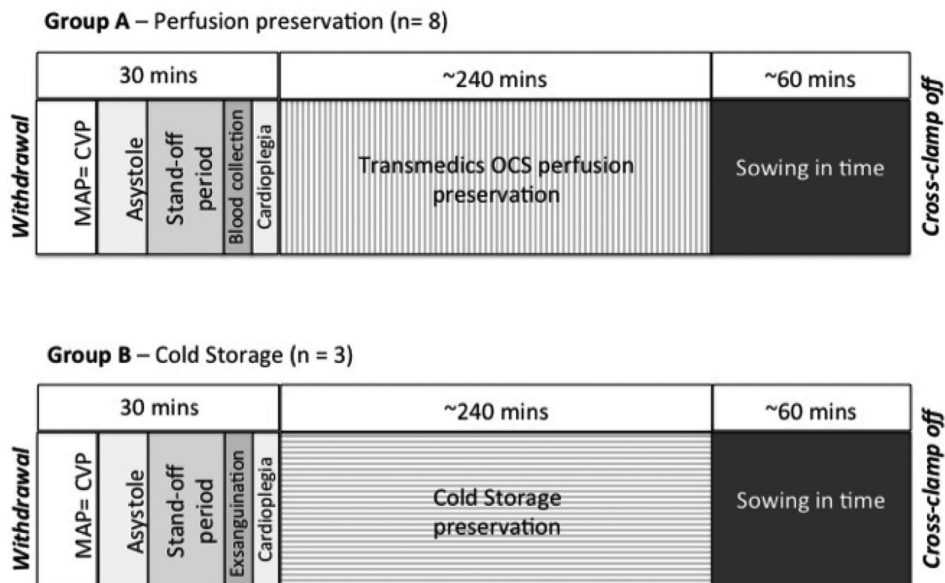 Group A – Perfusion preservation (n= 8)
30 mins
~240 mins
~60 mins
Withdrawal
MAP= CVP
Asystole
Stand-off
period
Blood collection
Cardioplegia
Transmedics OCS perfusion
preservation
Sowing in time
Cross-clamp off
Group B – Cold Storage (n = 3)
30 mins
~240 mins
~60 mins
Withdrawal
MAP= CVP
Asystole
Stand-off
period
Exsanguination
Cardioplegia
Cold Storage
preservation
Sowing in time
Cross-clamp off